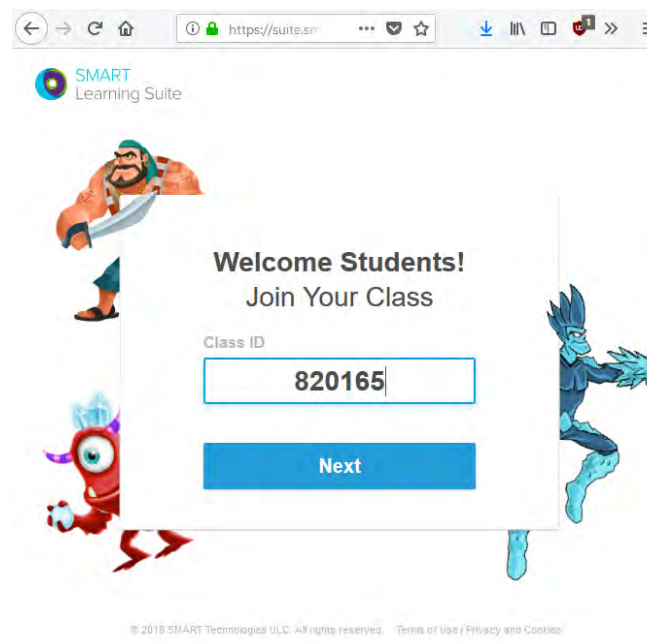 https://suite.sm
1
SMART
Learning Suite
Welcome Students!
Join Your Class
Class ID
820165
Next
© 2018 SMART Technologies ULC. All rights reserved. Terms of Use | Privacy and Cookies